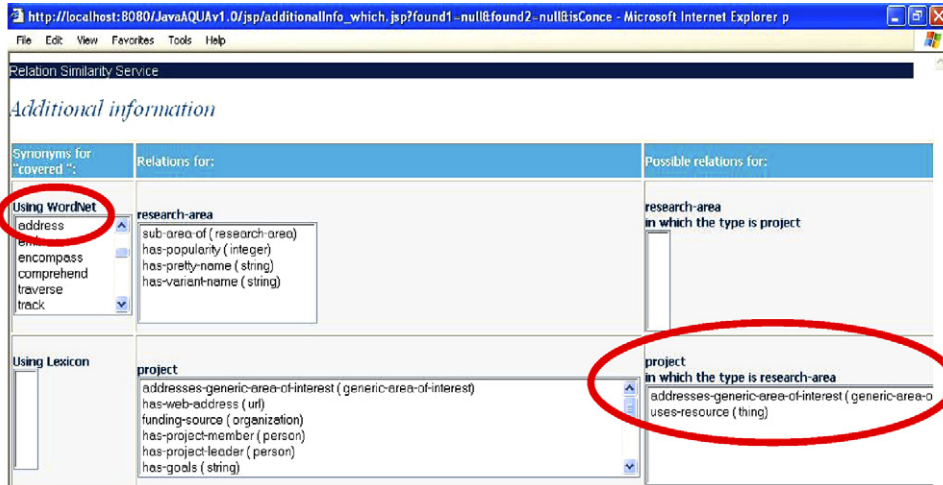 http://localhost:8080/JavaAQUAv1.0/jsp/additionalInfo_which.jsp?found1=null&found2=null&isConce - Microsoft Internet Explorer p
File Edit View Favorites Tools Help
Relation Similarity Service
Additional information
Synonyms for
"covered ":
Relations for:
Possible relations for:
Using WordNet
address
encompass
comprehend
traverse
track
research-area
sub-area-of ( research-area)
has-popularity ( integer)
has-pretty-name ( string)
has-variant-name ( string)
research-area
in which the type is project
Using Lexicon
project
addresses-generic-area-of-interest ( generic-area-of-interest)
has-web-address ( url)
funding-source ( organization)
has-project-member ( person)
has-project-leader ( person)
has-goals ( string)
project
in which the type is research-area
addresses-generic-area-of-interest ( generic-area-o
uses-resource ( thing)